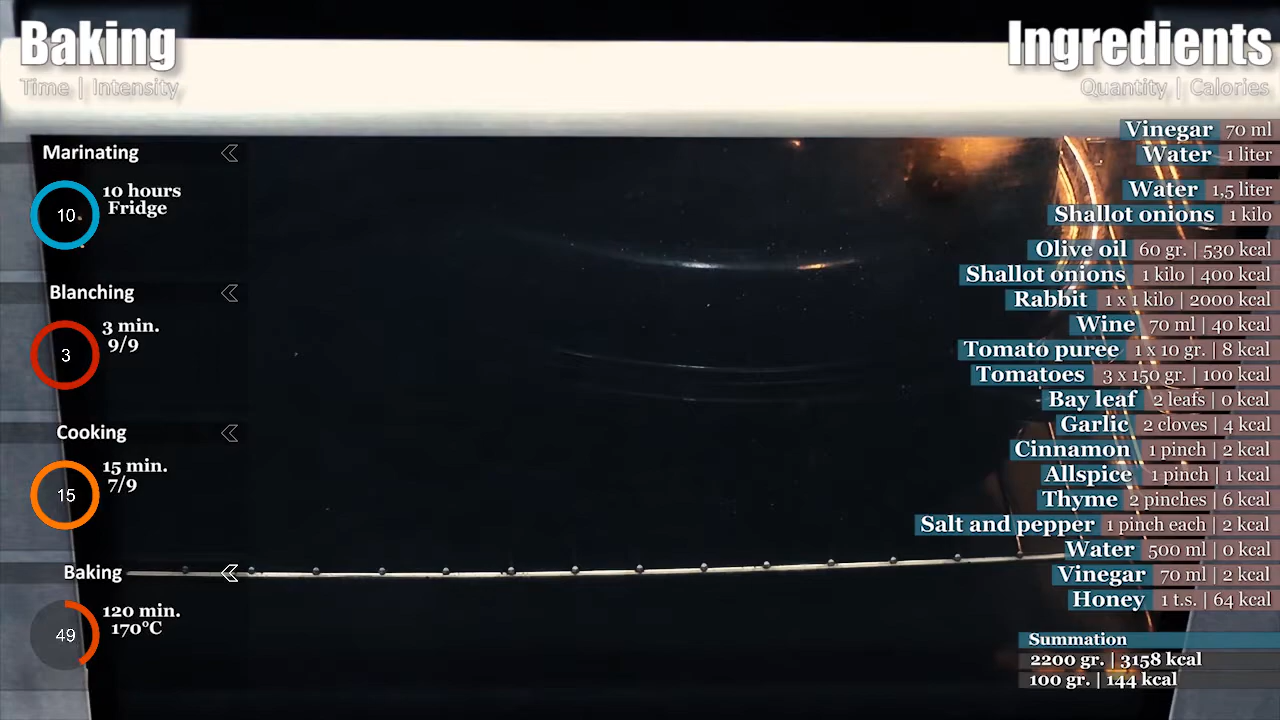 Baking
Time | Intensity
Marinating
10 hours
Fridge
10
Blanching
3 min.
9/9
3
Cooking
15 min.
7/9
15
Baking
120 min.
170°C
49
Ingredients
Quantity | Calories
Vinegar 70 ml
Water 1 liter
Water 1,5 liter
Shallot onions 1 kilo
Olive oil 60 gr. | 530 kcal
Shallot onions 1 kilo | 400 kcal
Rabbit 1 x 1 kilo | 2000 kcal
Wine 70 ml | 40 kcal
Tomato puree 1 x 10 gr. | 8 kcal
Tomatoes 3 x 150 gr. | 100 kcal
Bay leaf 2 leafs | 0 kcal
Garlic 2 cloves | 4 kcal
Cinnamon 1 pinch | 2 kcal
Allspice 1 pinch | 1 kcal
Thyme 2 pinches | 6 kcal
Salt and pepper 1 pinch each | 2 kcal
Water 500 ml | 0 kcal
Vinegar 70 ml | 2 kcal
Honey 1 t.s. | 64 kcal
Summation
2200 gr. | 3158 kcal
100 gr. | 144 kcal